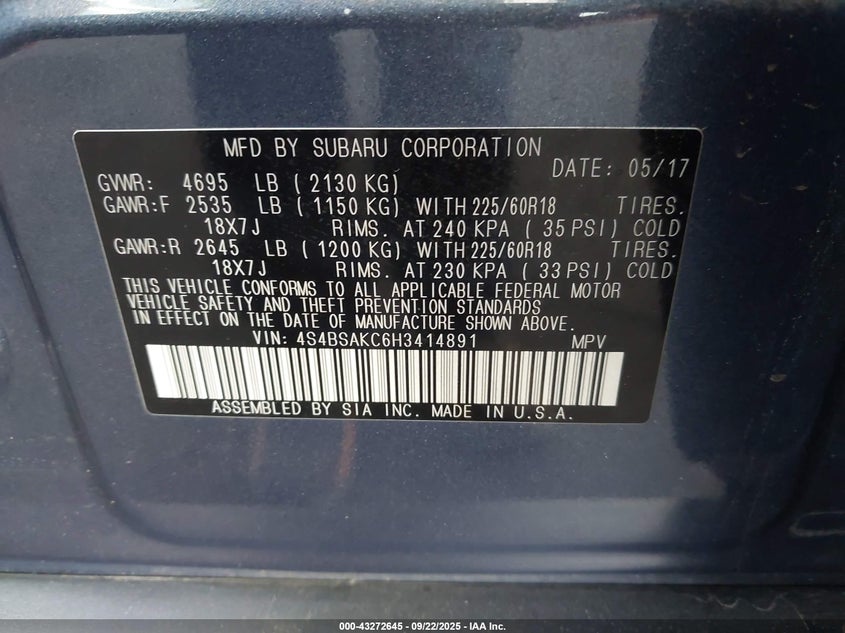 MFD BY SUBARU CORPORATION
DATE: 05/17
GVWR: 4695 LB ( 2130 KG)
GAWR:F 2535 LB ( 1150 KG) WITH 225/60R18 TIRES.
18X7J RIMS. AT 240 KPA ( 35 PSI) COLD
GAWR:R 2645 LB ( 1200 KG) WITH 225/60R18 TIRES.
18X7J RIMS. AT 230 KPA ( 33 PSI) COLD
THIS VEHICLE CONFORMS TO ALL APPLICABLE FEDERAL MOTOR
VEHICLE SAFETY AND THEFT PREVENTION STANDARDS
IN EFFECT ON THE DATE OF MANUFACTURE SHOWN ABOVE.
VIN: 4S4BSAKC6H3414891 MPV
ASSEMBLED BY SIA INC. MADE IN U.S.A.
000-43272645 - 09/22/2025 - IAA Inc.